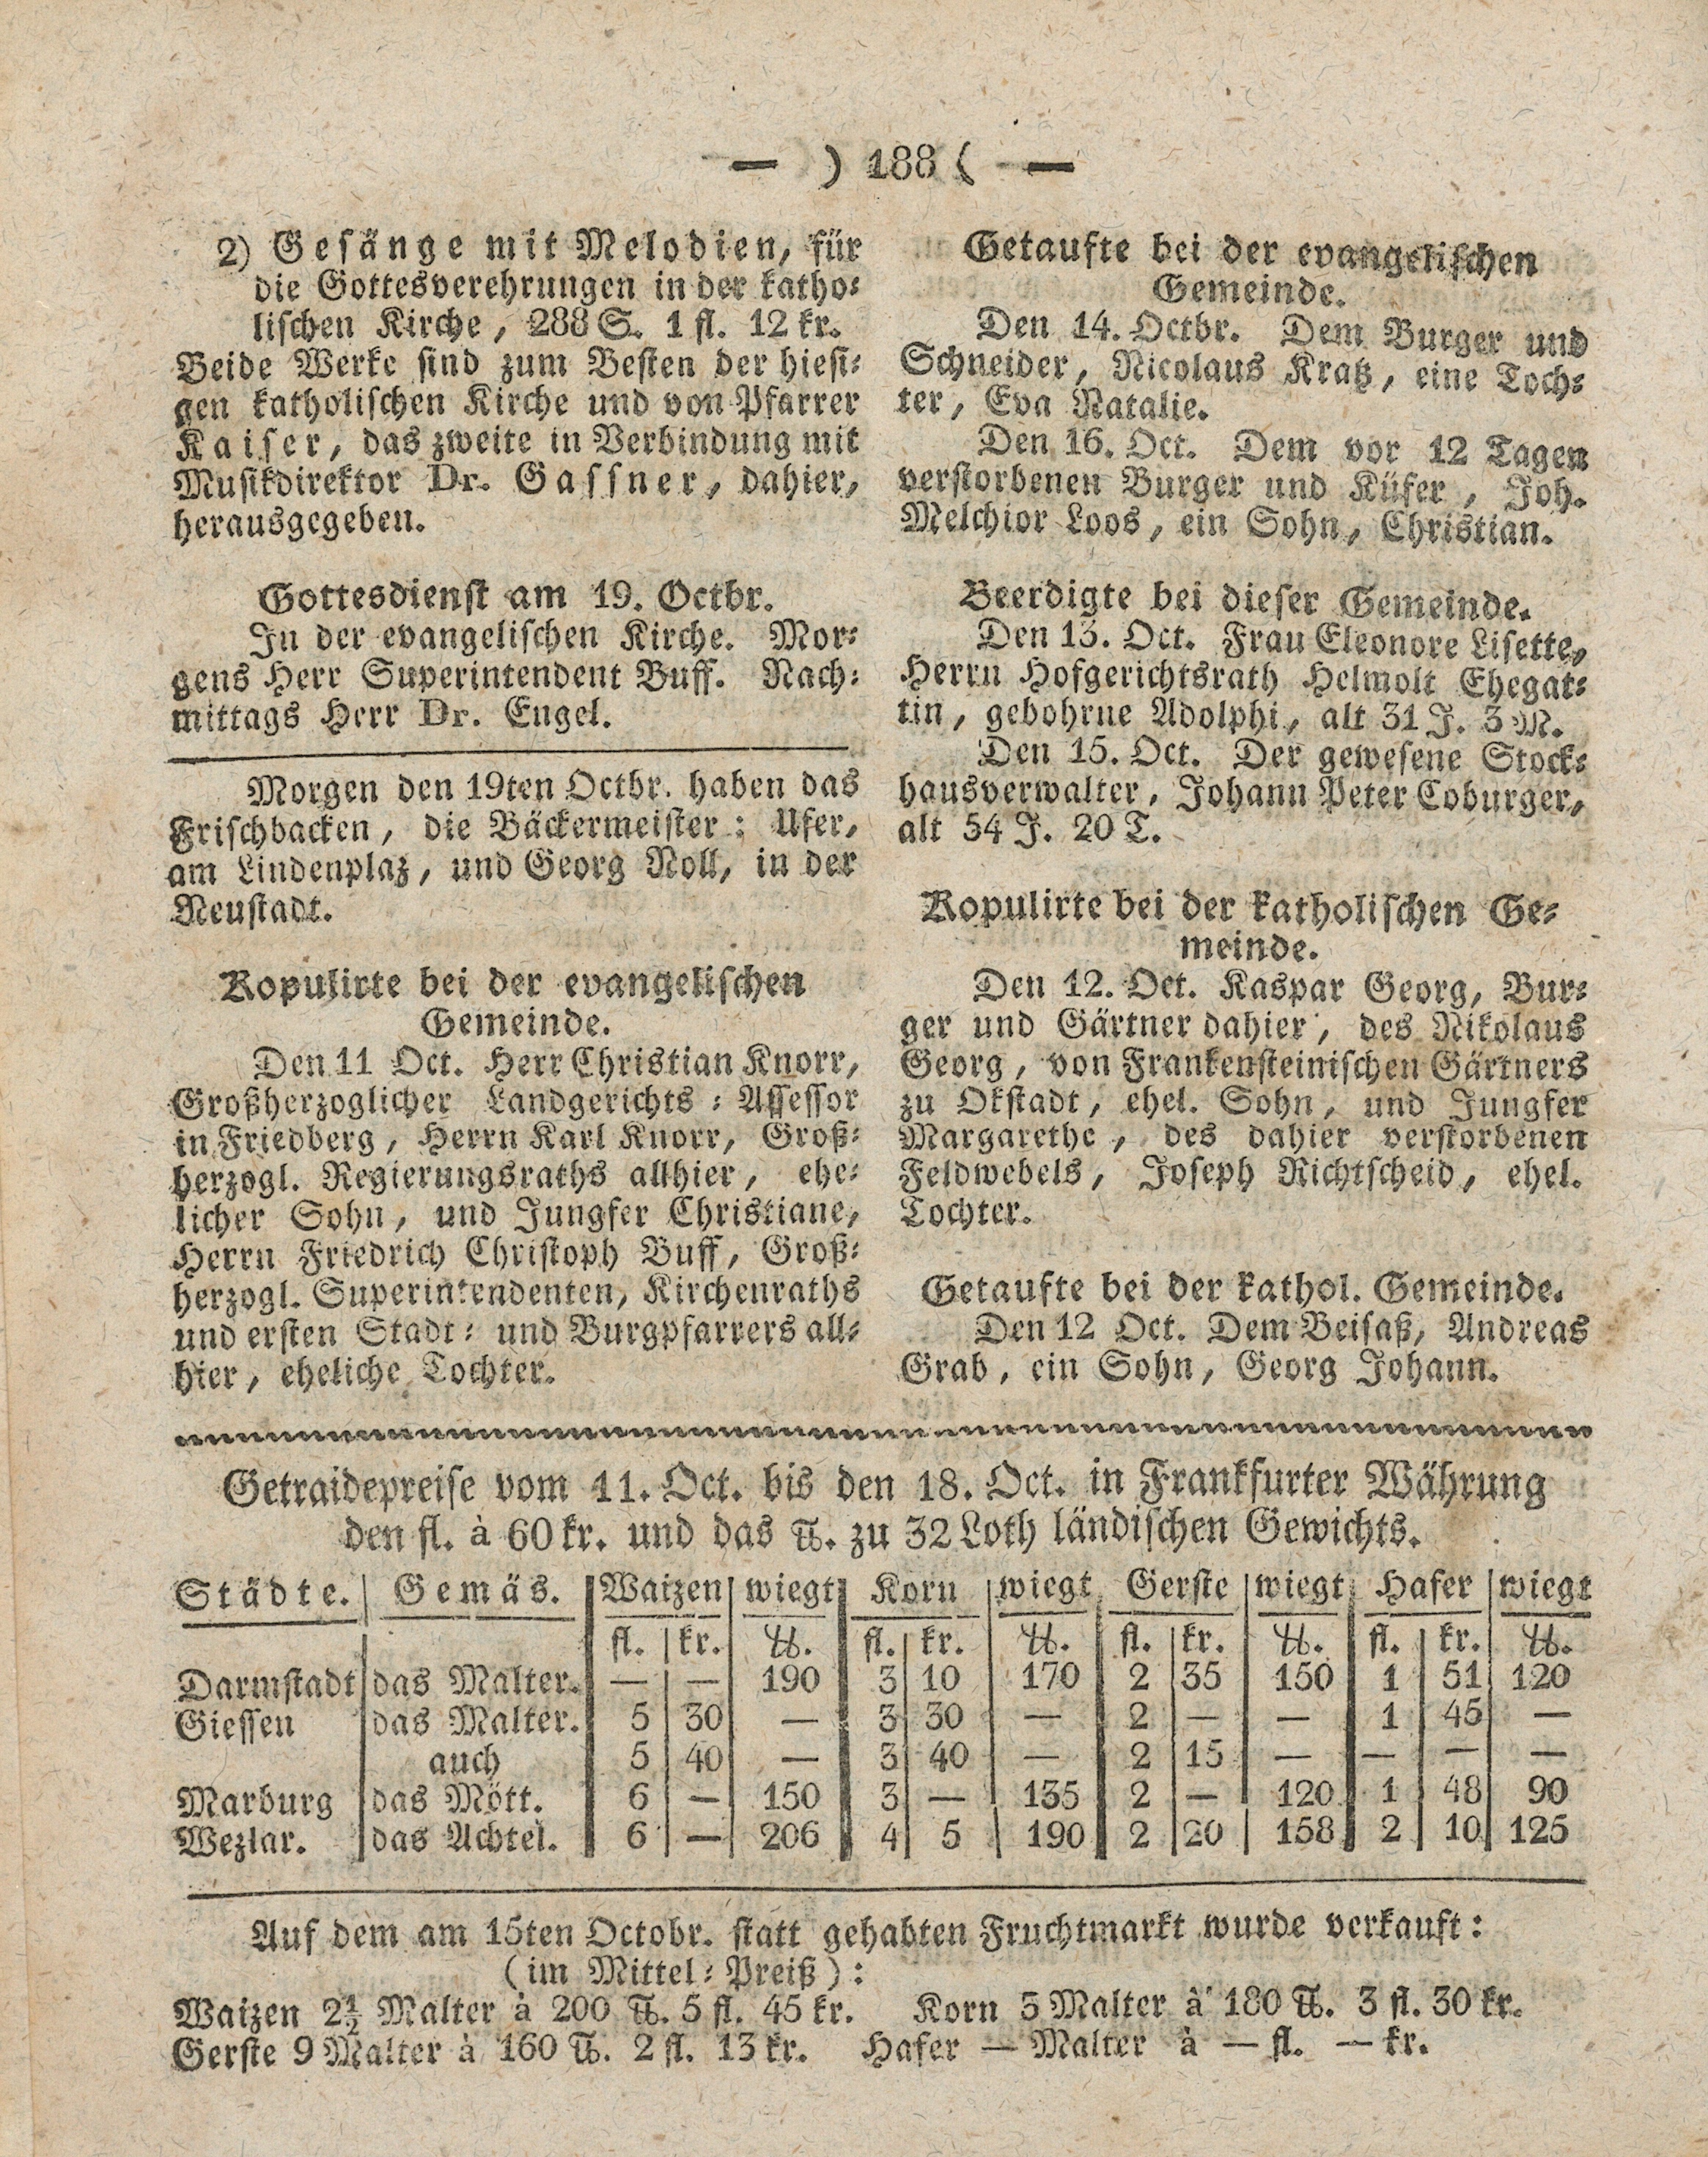 — ) 188 ( —
2) Gesänge mit Melodien, für
die Gottesverehrungen in der katho-
lischen Kirche, 288 S. 1 fl. 12 kr.
Beide Werke sind zum Besten der hiesi-
gen katholischen Kirche und von Pfarrer
Kaiser, das zweite in Verbindung mit
Musikdirektor Dr. Gassner, dahier,
herausgegeben.
Gottesdienst am 19. Octbr.
In der evangelischen Kirche. Mor-
gens Herr Superintendent Buff. Nach-
mittags Herr Dr. Engel.
Morgen den 19ten Octbr. haben das
Frischbacken, die Bäckermeister: Ufer,
am Lindenplaz, und Georg Noll, in der
Neustadt.
Kopulirte bei der evangelischen
Gemeinde.
Den 11 Oct. Herr Christian Knorr,
Großherzoglicher Landgerichts-Assessor
in Friedberg, Herrn Karl Knorr, Groß-
herzogl. Regierungsraths allhier, ehe-
licher Sohn, und Jungfer Christiane,
Herrn Friedrich Christoph Buff, Groß-
herzogl. Superintendenten, Kirchenraths
und ersten Stadt- und Burgpfarrers all-
hier, eheliche Tochter.
Getaufte bei der evangelischen
Gemeinde.
Den 14. Octbr. Dem Burger und
Schneider, Nicolaus Kratz, eine Toch-
ter, Eva Natalie.
Den 16. Oct. Dem vor 12 Tagen
verstorbenen Burger und Küfer, Joh.
Melchior Loos, ein Sohn, Christian.
Beerdigte bei dieser Gemeinde.
Den 13. Oct. Frau Eleonore Lisette,
Herrn Hofgerichtsrath Helmolt Ehegat-
tin, gebohrne Adolphi, alt 31 J. 3 M.
Den 15. Oct. Der gewesene Stock-
hausverwalter, Johann Peter Coburger,
alt 54 J. 20 T.
Kopulirte bei der katholischen Ge-
meinde.
Den 12. Oct. Kaspar Georg, Bur-
ger und Gärtner dahier, des Nikolaus
Georg, von Frankensteinischen Gärtners
zu Okstadt, ehel. Sohn, und Jungfer
Margarethe, des dahier verstorbenen
Feldwebels, Joseph Richtscheid, ehel.
Tochter.
Getaufte bei der kathol. Gemeinde.
Den 12 Oct. Dem Beisaß, Andreas
Grab, ein Sohn, Georg Johann.
Getraidepreise vom 11. Oct. bis den 18. Oct. in Frankfurter Währung
den fl. à 60 kr. und das ℔. zu 32 Loth ländischen Gewichts.
Städte. Gemäs. Waizen wiegt Korn wiegt Gerste wiegt Hafer wiegt
fl. kr. ℔. fl. kr. ℔. fl. kr. ℔. fl. kr. ℔.
Darmstadt das Malter. — — 190 3 10 170 2 35 150 1 51 120
Giessen das Malter. 5 30 — 3 30 — 2 — — 1 45 —
auch 5 40 — 3 40 — 2 15 — — — —
Marburg das Mött. 6 — 150 3 — 135 2 — 120 1 48 90
Wezlar. das Achtel. 6 — 206 4 5 190 2 20 158 2 10 125
Auf dem am 15ten Octobr. statt gehabten Fruchtmarkt wurde verkauft:
(im Mittel-Preiß):
Waizen 2½ Malter à 200 ℔. 5 fl. 45 kr. Korn 3 Malter à 180 ℔. 3 fl. 30 kr.
Gerste 9 Malter à 160 ℔. 2 fl. 13 kr. Hafer — Malter à — fl. — kr.